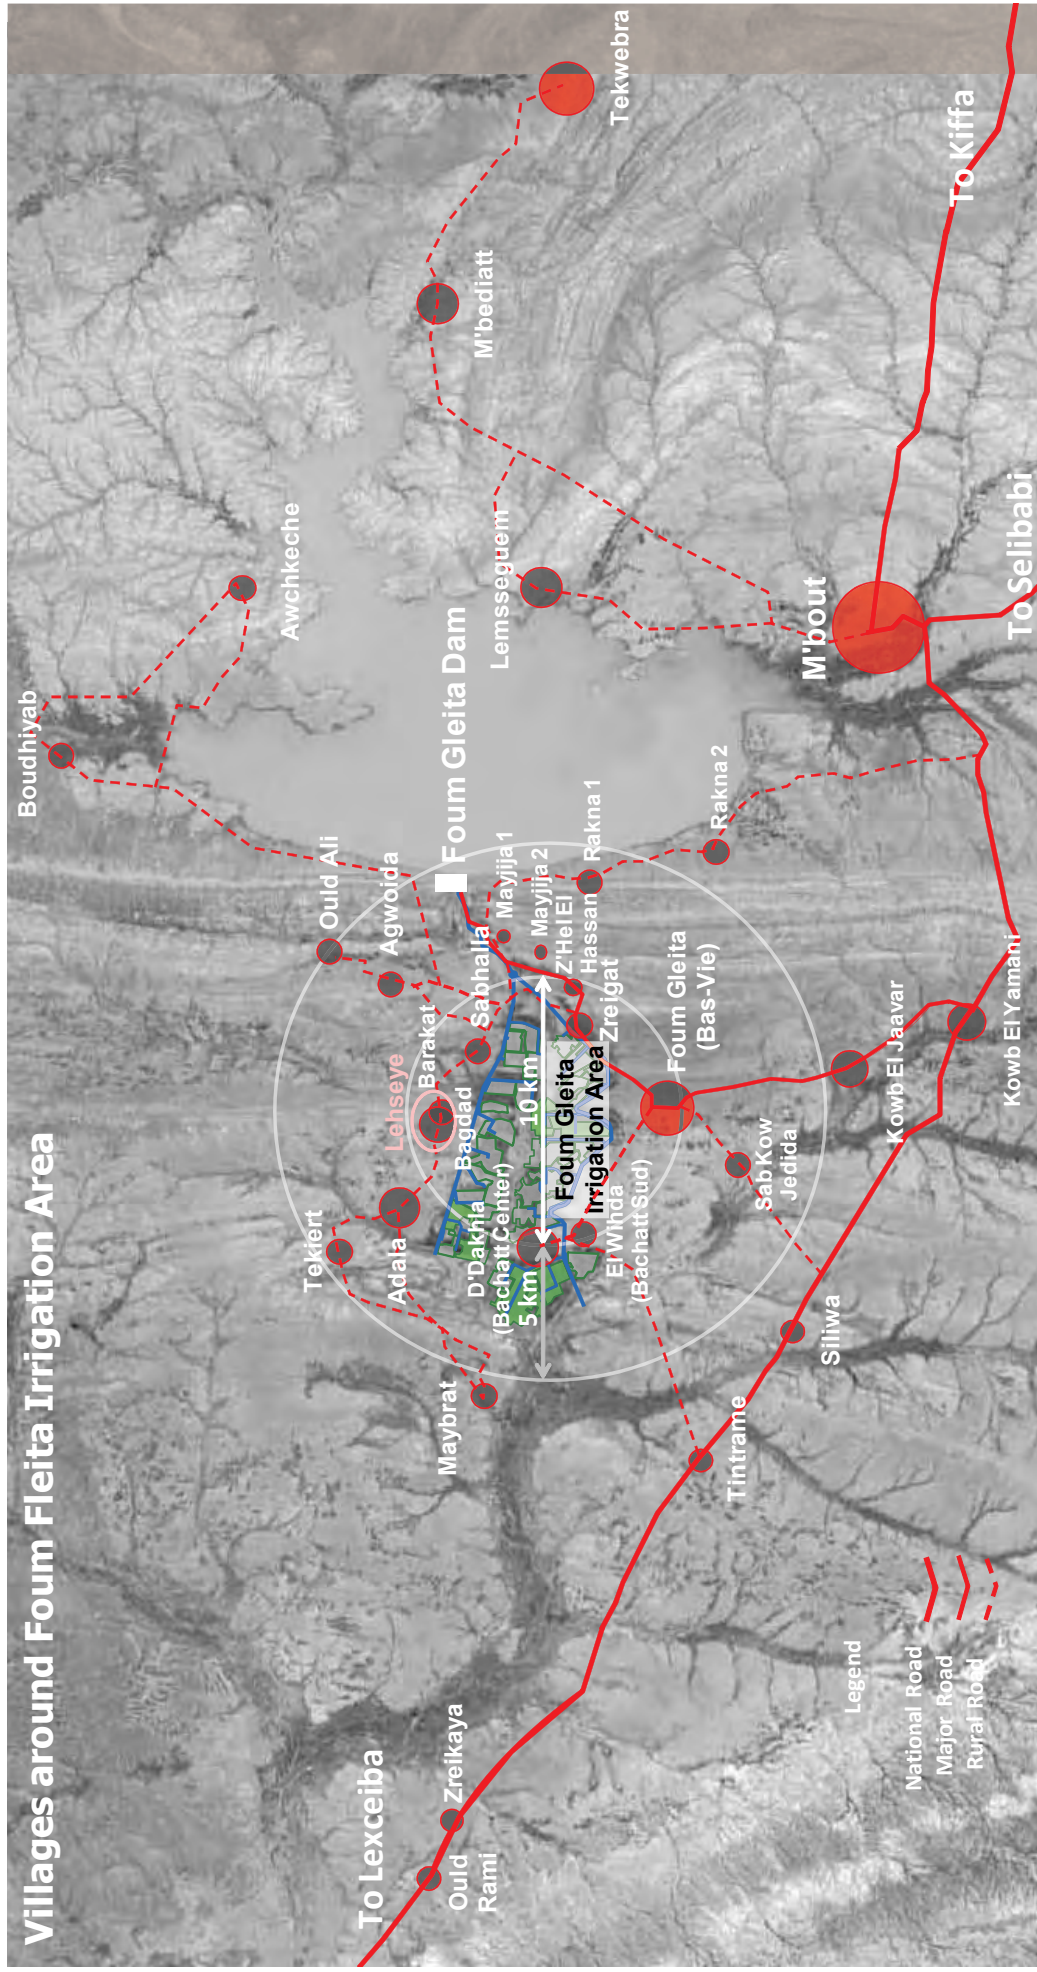 Villages around Foum Fleita Irrigation Area
To Lexceiba
Ould
Rami
Zreikaya
Maybrat
Tekiert
Adala
Lehseye
Barakat
Bagdad
D'Dakhla
(Bachatt Center)
5 km
10 km
Foum Gleita
Irrigation Area
El Wihda
(Bachatt Sud)
Sabhalla
Agwoida
Ould Ali
Boudhiyab
Awchkeche
Foum Gleita Dam
Mayjija 1
Mayjija 2
Z'Hel El
Hassan
Zreigat
Rakna 1
Rakna 2
Foum Gleita
(Bas-Vie)
Lemsseguem
M'bediatt
Tekwebra
M'bout
To Kiffa
To Selibabi
Kowb El Jaavar
Kowb El Yamani
Sab Kow
Jedida
Siliwa
Tintrame
Legend
National Road
Major Road
Rural Road